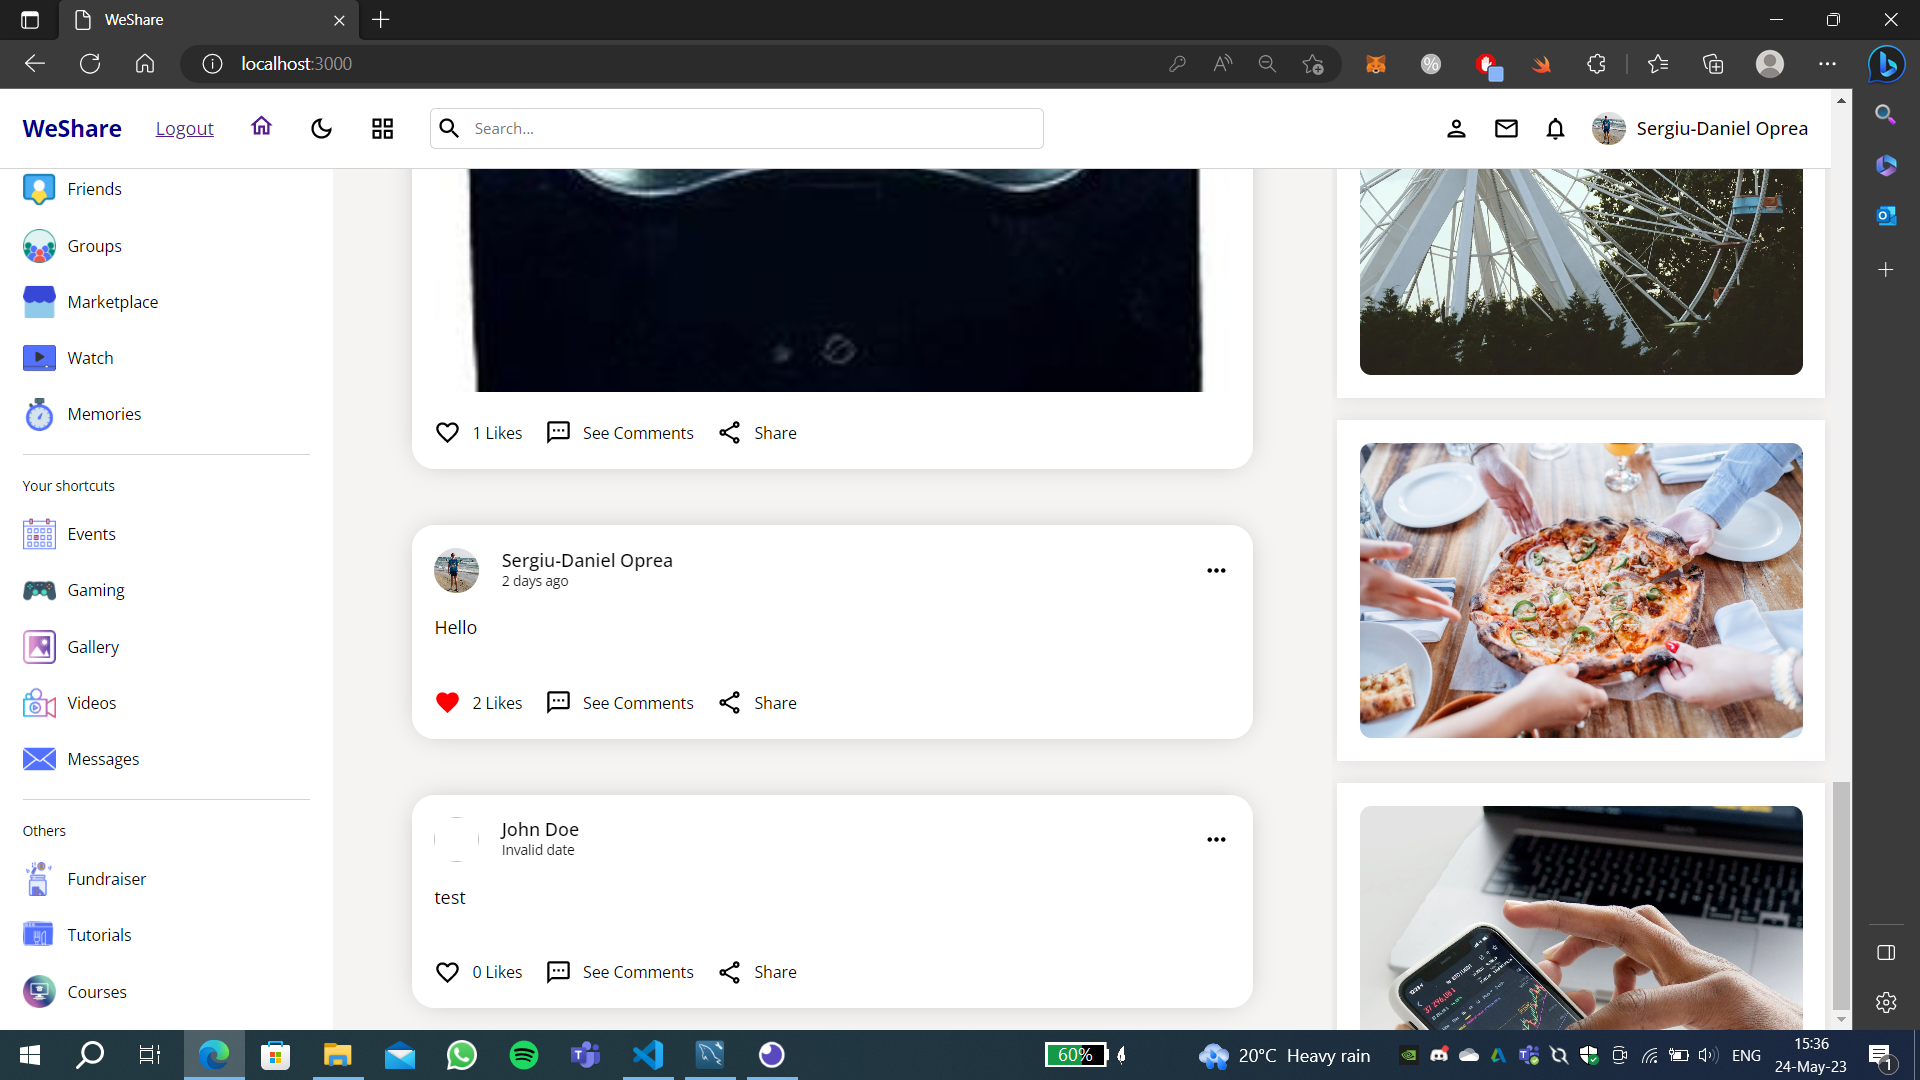 WeShare
localhost:3000
WeShare
Logout
Search...
Sergiu-Daniel Oprea
Friends
Groups
Marketplace
Watch
Memories
Your shortcuts
Events
Gaming
Gallery
Videos
Messages
Others
Fundraiser
Tutorials
Courses
1 Likes
See Comments
Share
Sergiu-Daniel Oprea
2 days ago
Hello
2 Likes
See Comments
Share
John Doe
Invalid date
test
0 Likes
See Comments
Share
60%
20°C Heavy rain
ENG
15:36
24-May-23
1